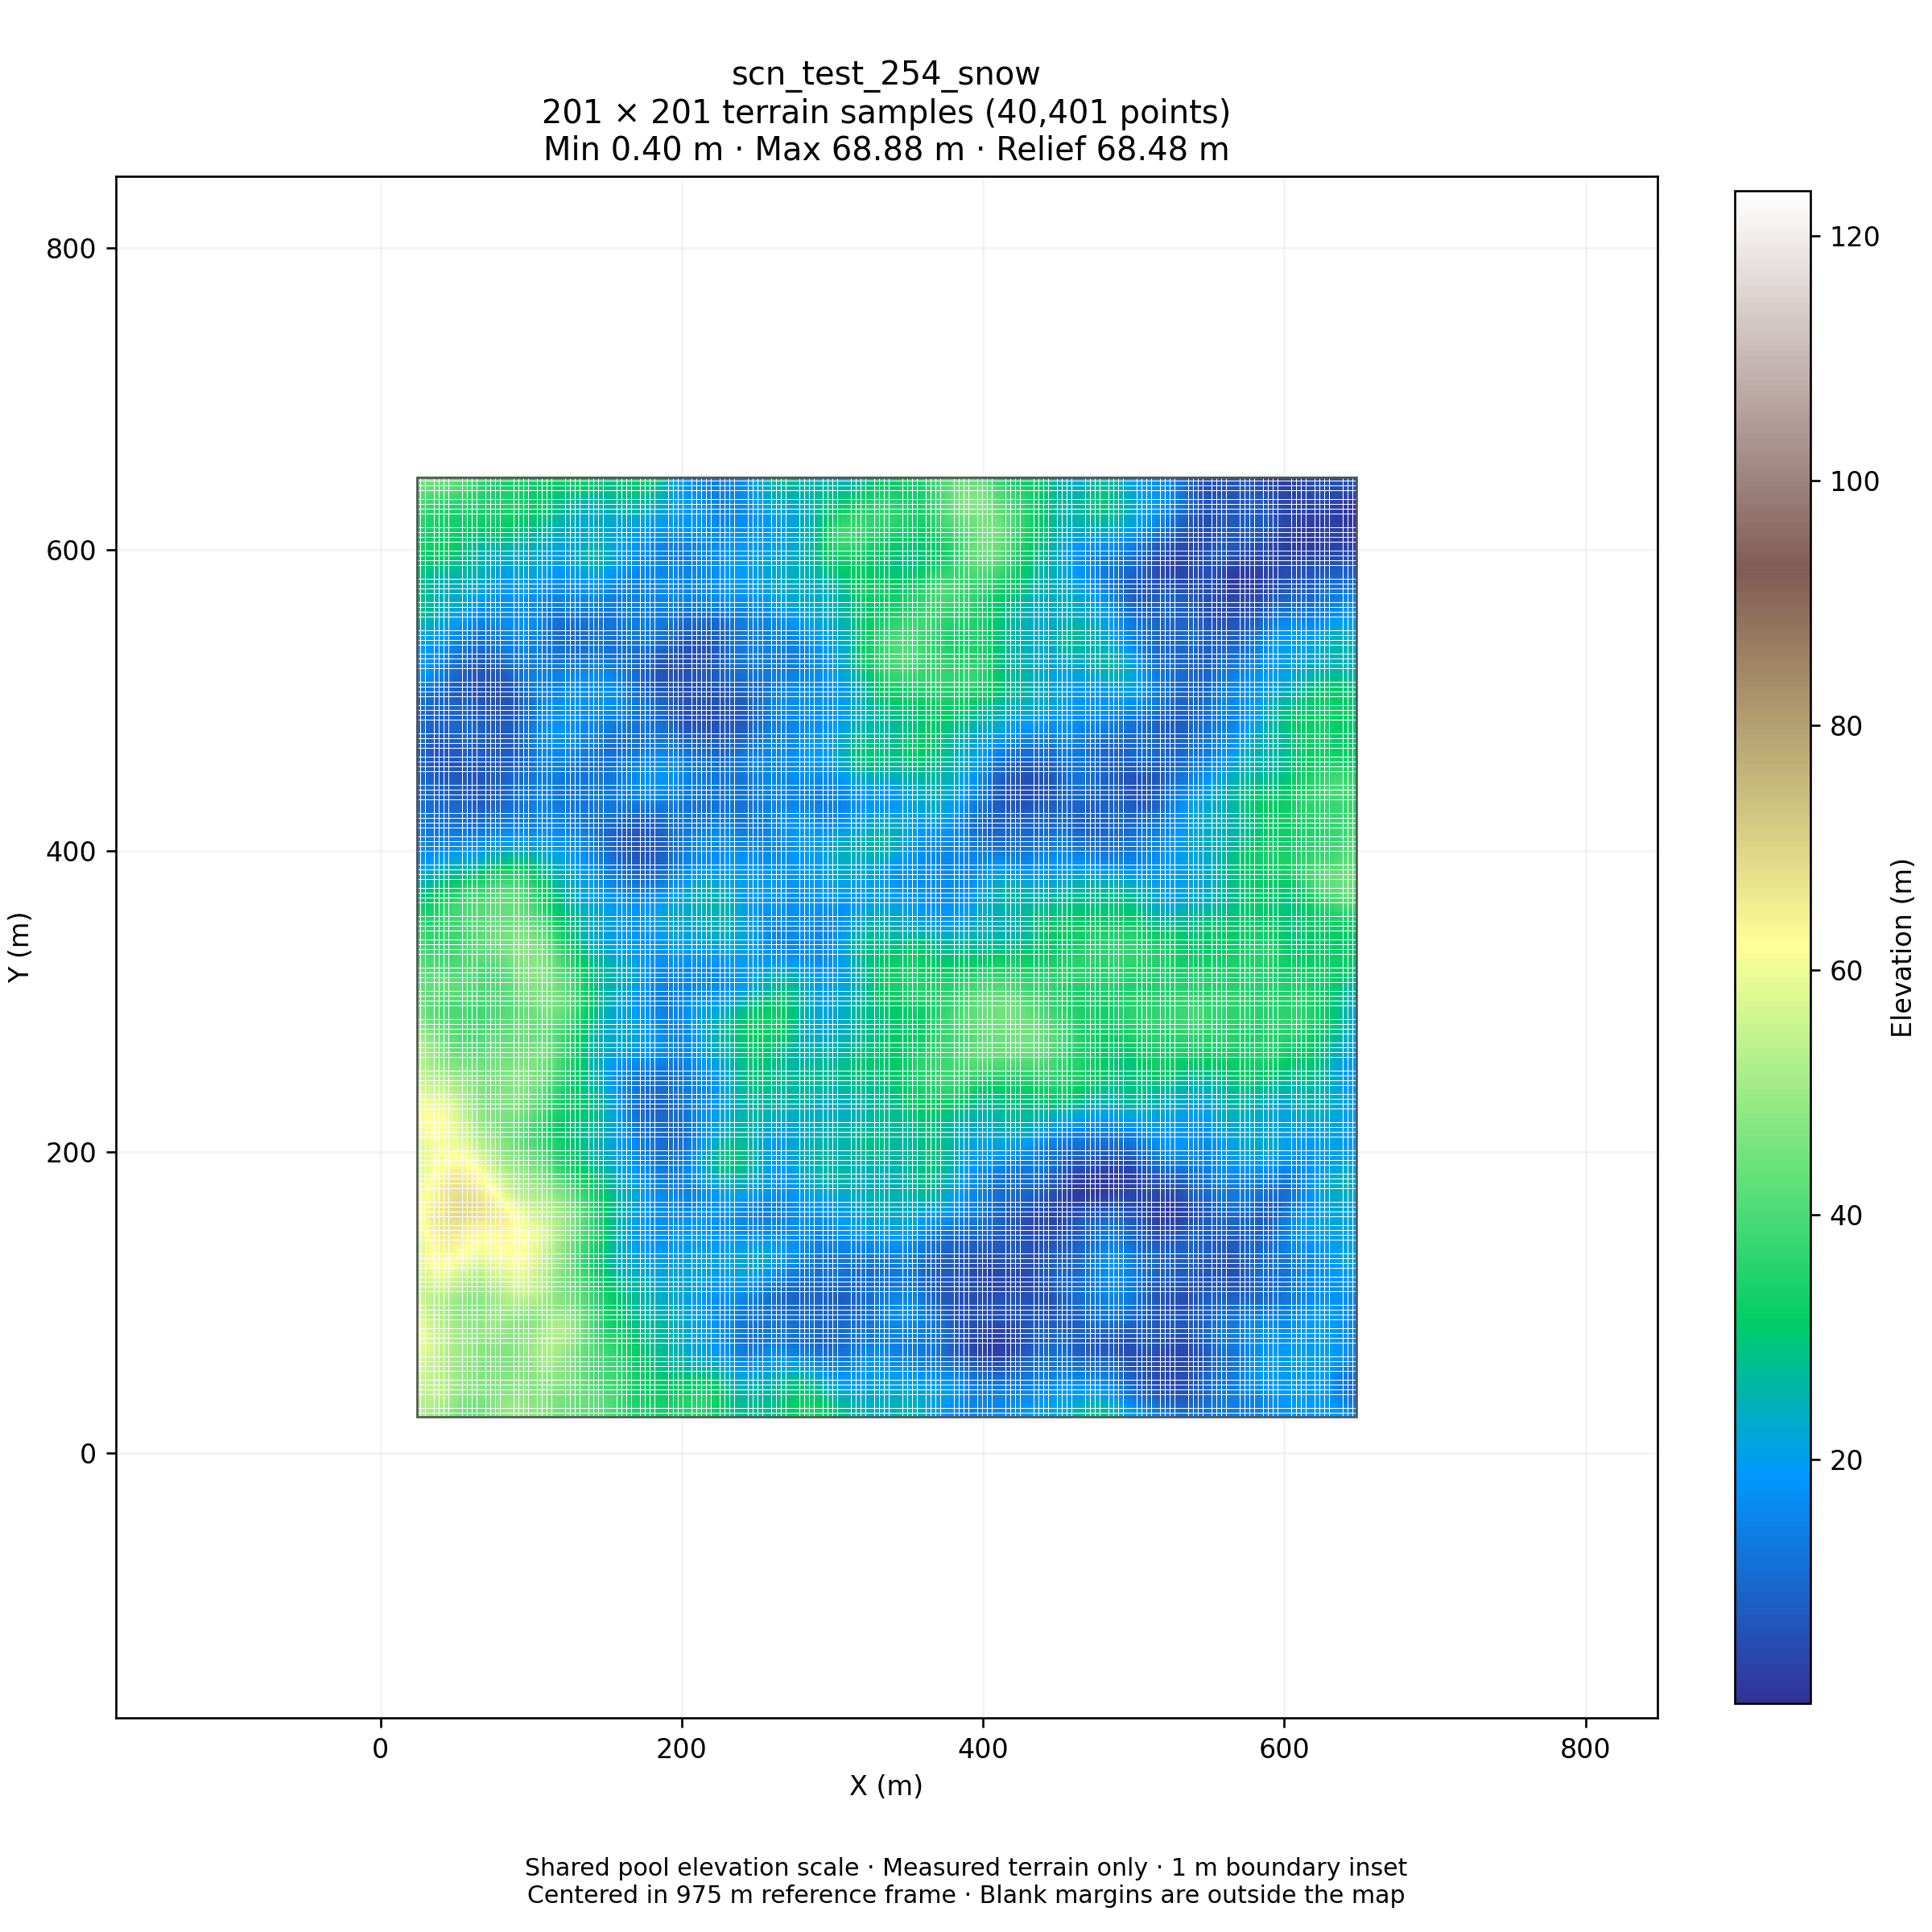 scn_test_254_snow
201 × 201 terrain samples (40,401 points)
Min 0.40 m · Max 68.88 m · Relief 68.48 m
800
600
400
200
0
Y (m)
0 200 400 600 800
X (m)
120
100
80
60
40
20
Elevation (m)
Shared pool elevation scale · Measured terrain only · 1 m boundary inset
Centered in 975 m reference frame · Blank margins are outside the map